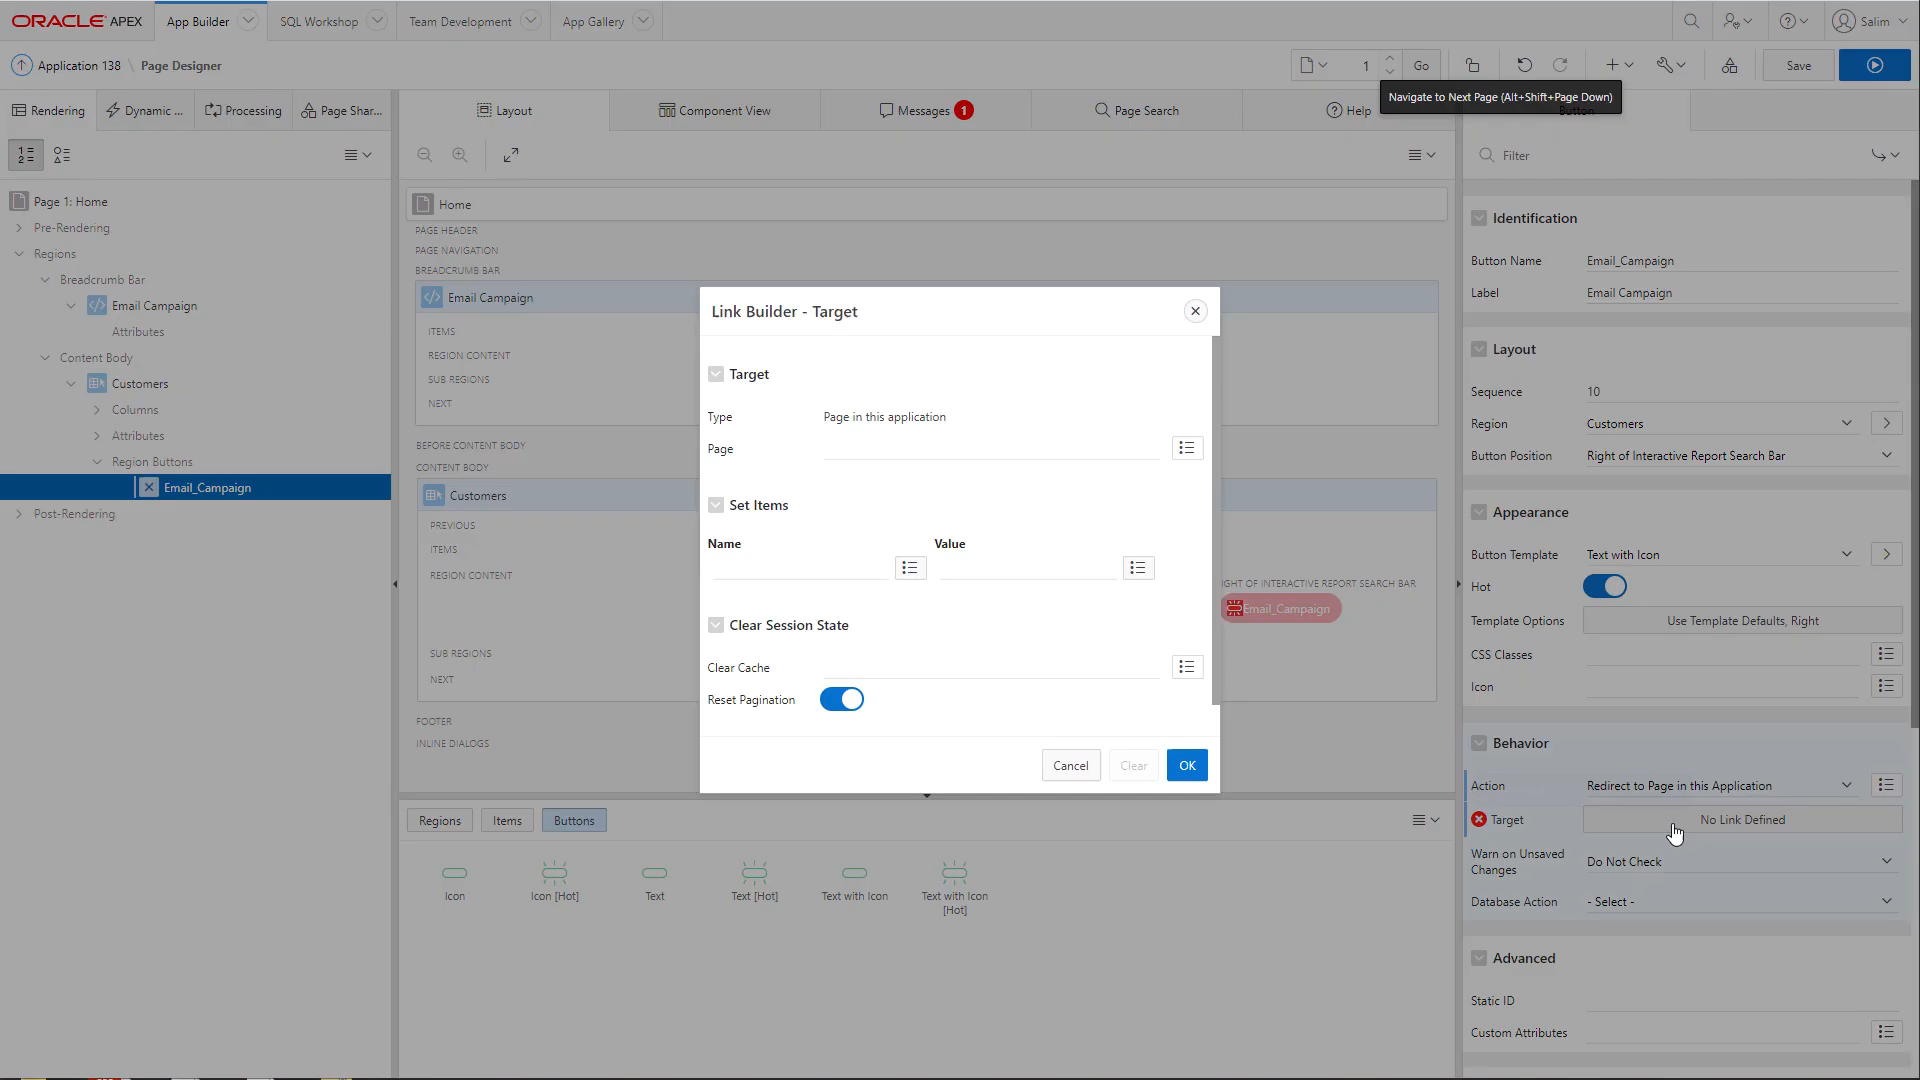 ORACLE APEX
App Builder
SQL Workshop
Team Development
App Gallery
Salim
Application 138 \ Page Designer
1
Go
Save
Navigate to Next Page (Alt+Shift+Page Down)
Rendering
Dynamic ...
Processing
Page Shar...
Layout
Component View
Messages 1
Page Search
Help
Button
Filter
Page 1: Home
Pre-Rendering
Regions
Breadcrumb Bar
Email Campaign
Attributes
Content Body
Customers
Columns
Attributes
Region Buttons
Email_Campaign
Post-Rendering
Home
PAGE HEADER
PAGE NAVIGATION
BREADCRUMB BAR
Email Campaign
ITEMS
REGION CONTENT
SUB REGIONS
NEXT
BEFORE CONTENT BODY
CONTENT BODY
Customers
PREVIOUS
ITEMS
REGION CONTENT
IGHT OF INTERACTIVE REPORT SEARCH BAR
Email_Campaign
SUB REGIONS
NEXT
FOOTER
INLINE DIALOGS
Link Builder - Target
Target
Type Page in this application
Page
Set Items
Name Value
Clear Session State
Clear Cache
Reset Pagination
Cancel
Clear
OK
Regions
Items
Buttons
Icon
Icon [Hot]
Text
Text [Hot]
Text with Icon
Text with Icon
[Hot]
Identification
Button Name Email_Campaign
Label Email Campaign
Layout
Sequence 10
Region Customers
Button Position Right of Interactive Report Search Bar
Appearance
Button Template Text with Icon
Hot
Template Options Use Template Defaults, Right
CSS Classes
Icon
Behavior
Action Redirect to Page in this Application
Target No Link Defined
Warn on Unsaved
Changes
Do Not Check
Database Action - Select -
Advanced
Static ID
Custom Attributes